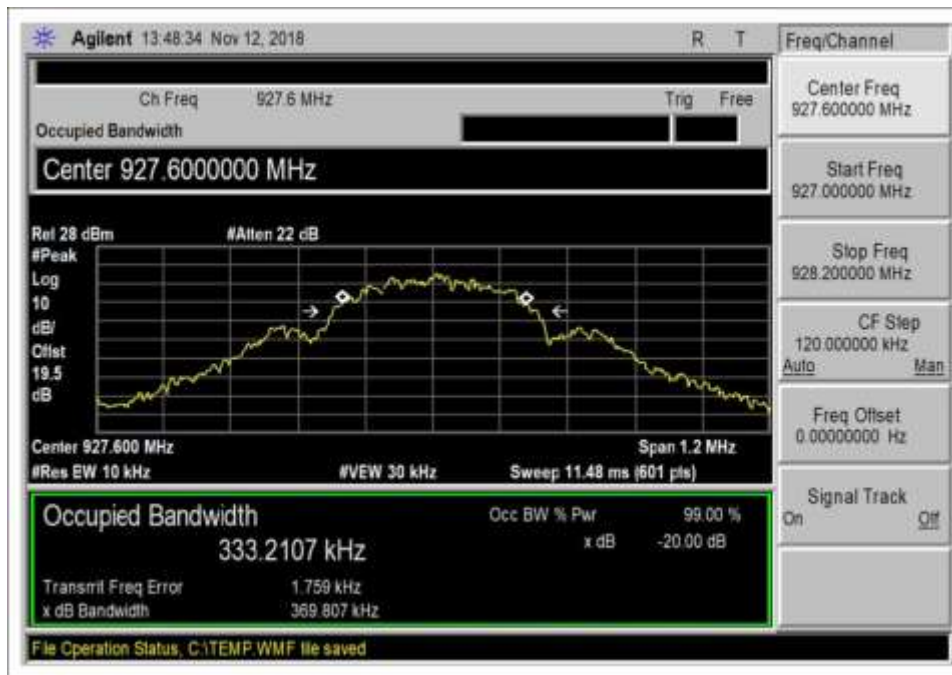 Agilent 13:48:34 Nov 12, 2018 R T
Freq/Channel
Ch Freq 927.6 MHz Trig Free
Occupied Bandwidth
Center 927.6000000 MHz
Ref 28 dBm #Atten 22 dB
#Peak
Log
10
dB/
Offst
19.5
dB
Center 927.600 MHz Span 1.2 MHz
#Res BW 10 kHz #VBW 30 kHz Sweep 11.48 ms (601 pts)
Occupied Bandwidth Occ BW % Pwr 99.00 %
333.2107 kHz x dB -20.00 dB
Transmit Freq Error 1.759 kHz
x dB Bandwidth 369.807 kHz
File Operation Status, C:\TEMP.WMF file saved
Center Freq
927.600000 MHz
Start Freq
927.000000 MHz
Stop Freq
928.200000 MHz
CF Step
120.000000 kHz
Auto Man
Freq Offset
0.00000000 Hz
Signal Track
On Off